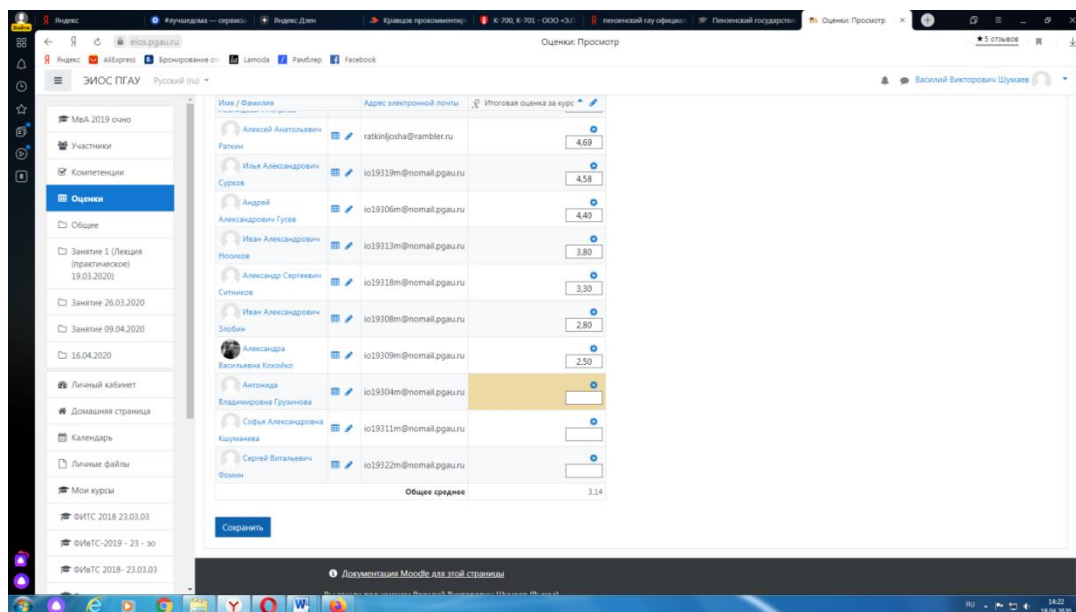 Яндекс
#лучшедома — сервисы
Яндекс.Дзен
Кравцов прокомментир
К-700, К-701 - ООО «З.Г
пензенский гау официал
Пензенский государстве
Оценки: Просмотр
eios.pgau.ru
Оценки: Просмотр
★ 5 отзывов
Яндекс
AliExpress
Бронирование от
Lamoda
Рамблер
Facebook
ЭИОС ПГАУ
Русский (ru)
Василий Викторович Шумаев
МвА 2019 очно
Участники
Компетенции
Оценки
Общее
Занятие 1 (Лекция
(практическое)
19.03.2020)
Занятие 26.03.2020
Занятие 09.04.2020
16.04.2020
Личный кабинет
Домашняя страница
Календарь
Личные файлы
Мои курсы
ФИТС 2018 23.03.03
ФИвТС-2019 - 23 - зо
ФИвТС 2018- 23.03.03
Имя / Фамилия
Адрес электронной почты
Итоговая оценка за курс
Алексей Анатольевич
Раткин
ratkinljosha@rambler.ru
4,69
Илья Александрович
Сурков
io19319m@nomail.pgau.ru
4,58
Андрей
Александрович Гусев
io19306m@nomail.pgau.ru
4,40
Иван Александрович
Носиков
io19313m@nomail.pgau.ru
3,80
Александр Сергеевич
Ситников
io19318m@nomail.pgau.ru
3,30
Иван Александрович
Злобин
io19308m@nomail.pgau.ru
2,80
Александра
Васильевна Кокойко
io19309m@nomail.pgau.ru
2,50
Антонида
Владимировна Грузинова
io19304m@nomail.pgau.ru
Софья Александровна
Кшуманева
io19311m@nomail.pgau.ru
Сергей Витальевич
Фомин
io19322m@nomail.pgau.ru
Общее среднее
3,14
Сохранить
Документация Moodle для этой страницы
RU
14:22
18.04.2020